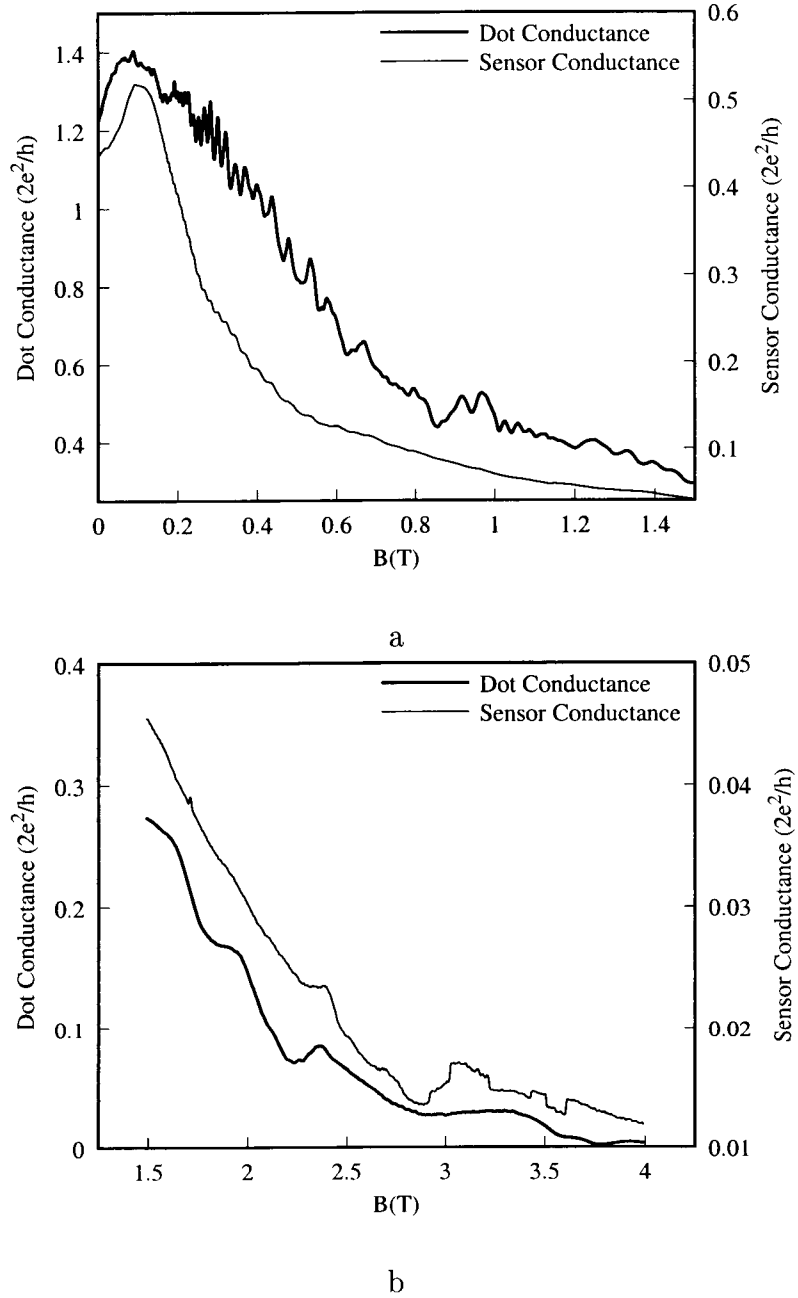 Dot Conductance
Sensor Conductance
Dot Conductance (2e²/h)
1.4
1.2
1
0.8
0.6
0.4
0.6
0.5
0.4
0.3
0.2
0.1
Sensor Conductance (2e²/h)
0 0.2 0.4 0.6 0.8 1 1.2 1.4
B(T)
a
Dot Conductance
Sensor Conductance
Dot Conductance (2e²/h)
0.4
0.3
0.2
0.1
0
0.05
0.04
0.03
0.02
0.01
Sensor Conductance (2e²/h)
1.5 2 2.5 3 3.5 4
B(T)
b